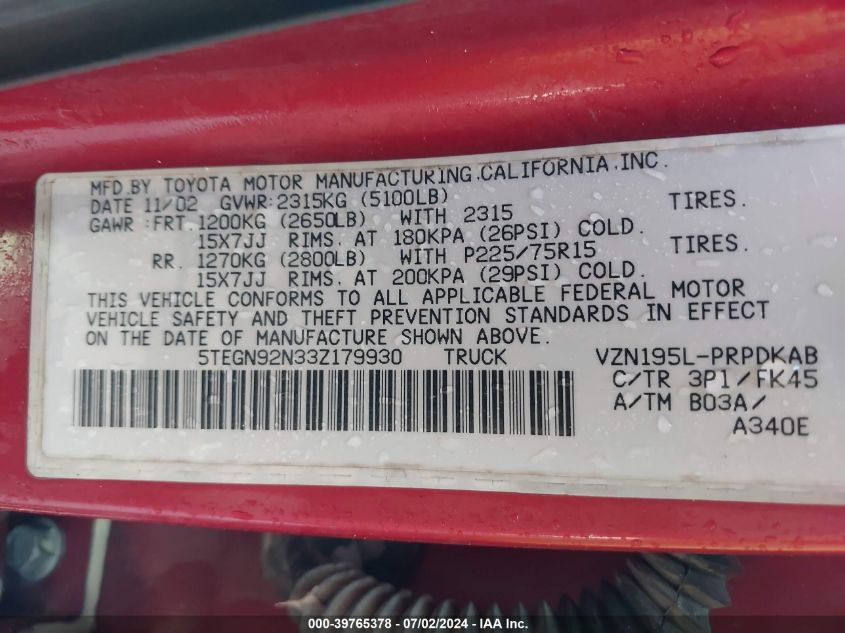 MFD.BY TOYOTA MOTOR MANUFACTURING.CALIFORNIA.INC.
DATE 11/02 GVWR:2315KG (5100LB)
GAWR :FRT 1200KG (2650LB) WITH 2315 TIRES.
15X7JJ RIMS. AT 180KPA (26PSI) COLD.
RR. 1270KG (2800LB) WITH P225/75R15 TIRES.
15X7JJ RIMS. AT 200KPA (29PSI) COLD.
THIS VEHICLE CONFORMS TO ALL APPLICABLE FEDERAL MOTOR
VEHICLE SAFETY AND THEFT PREVENTION STANDARDS IN EFFECT
ON THE DATE OF MANUFACTURE SHOWN ABOVE.
5TEGN92N33Z179930 TRUCK VZN195L-PRPDKAB
C/TR 3P1/FK45
A/TM B03A/
A340E
000-39765378 - 07/02/2024 - IAA Inc.